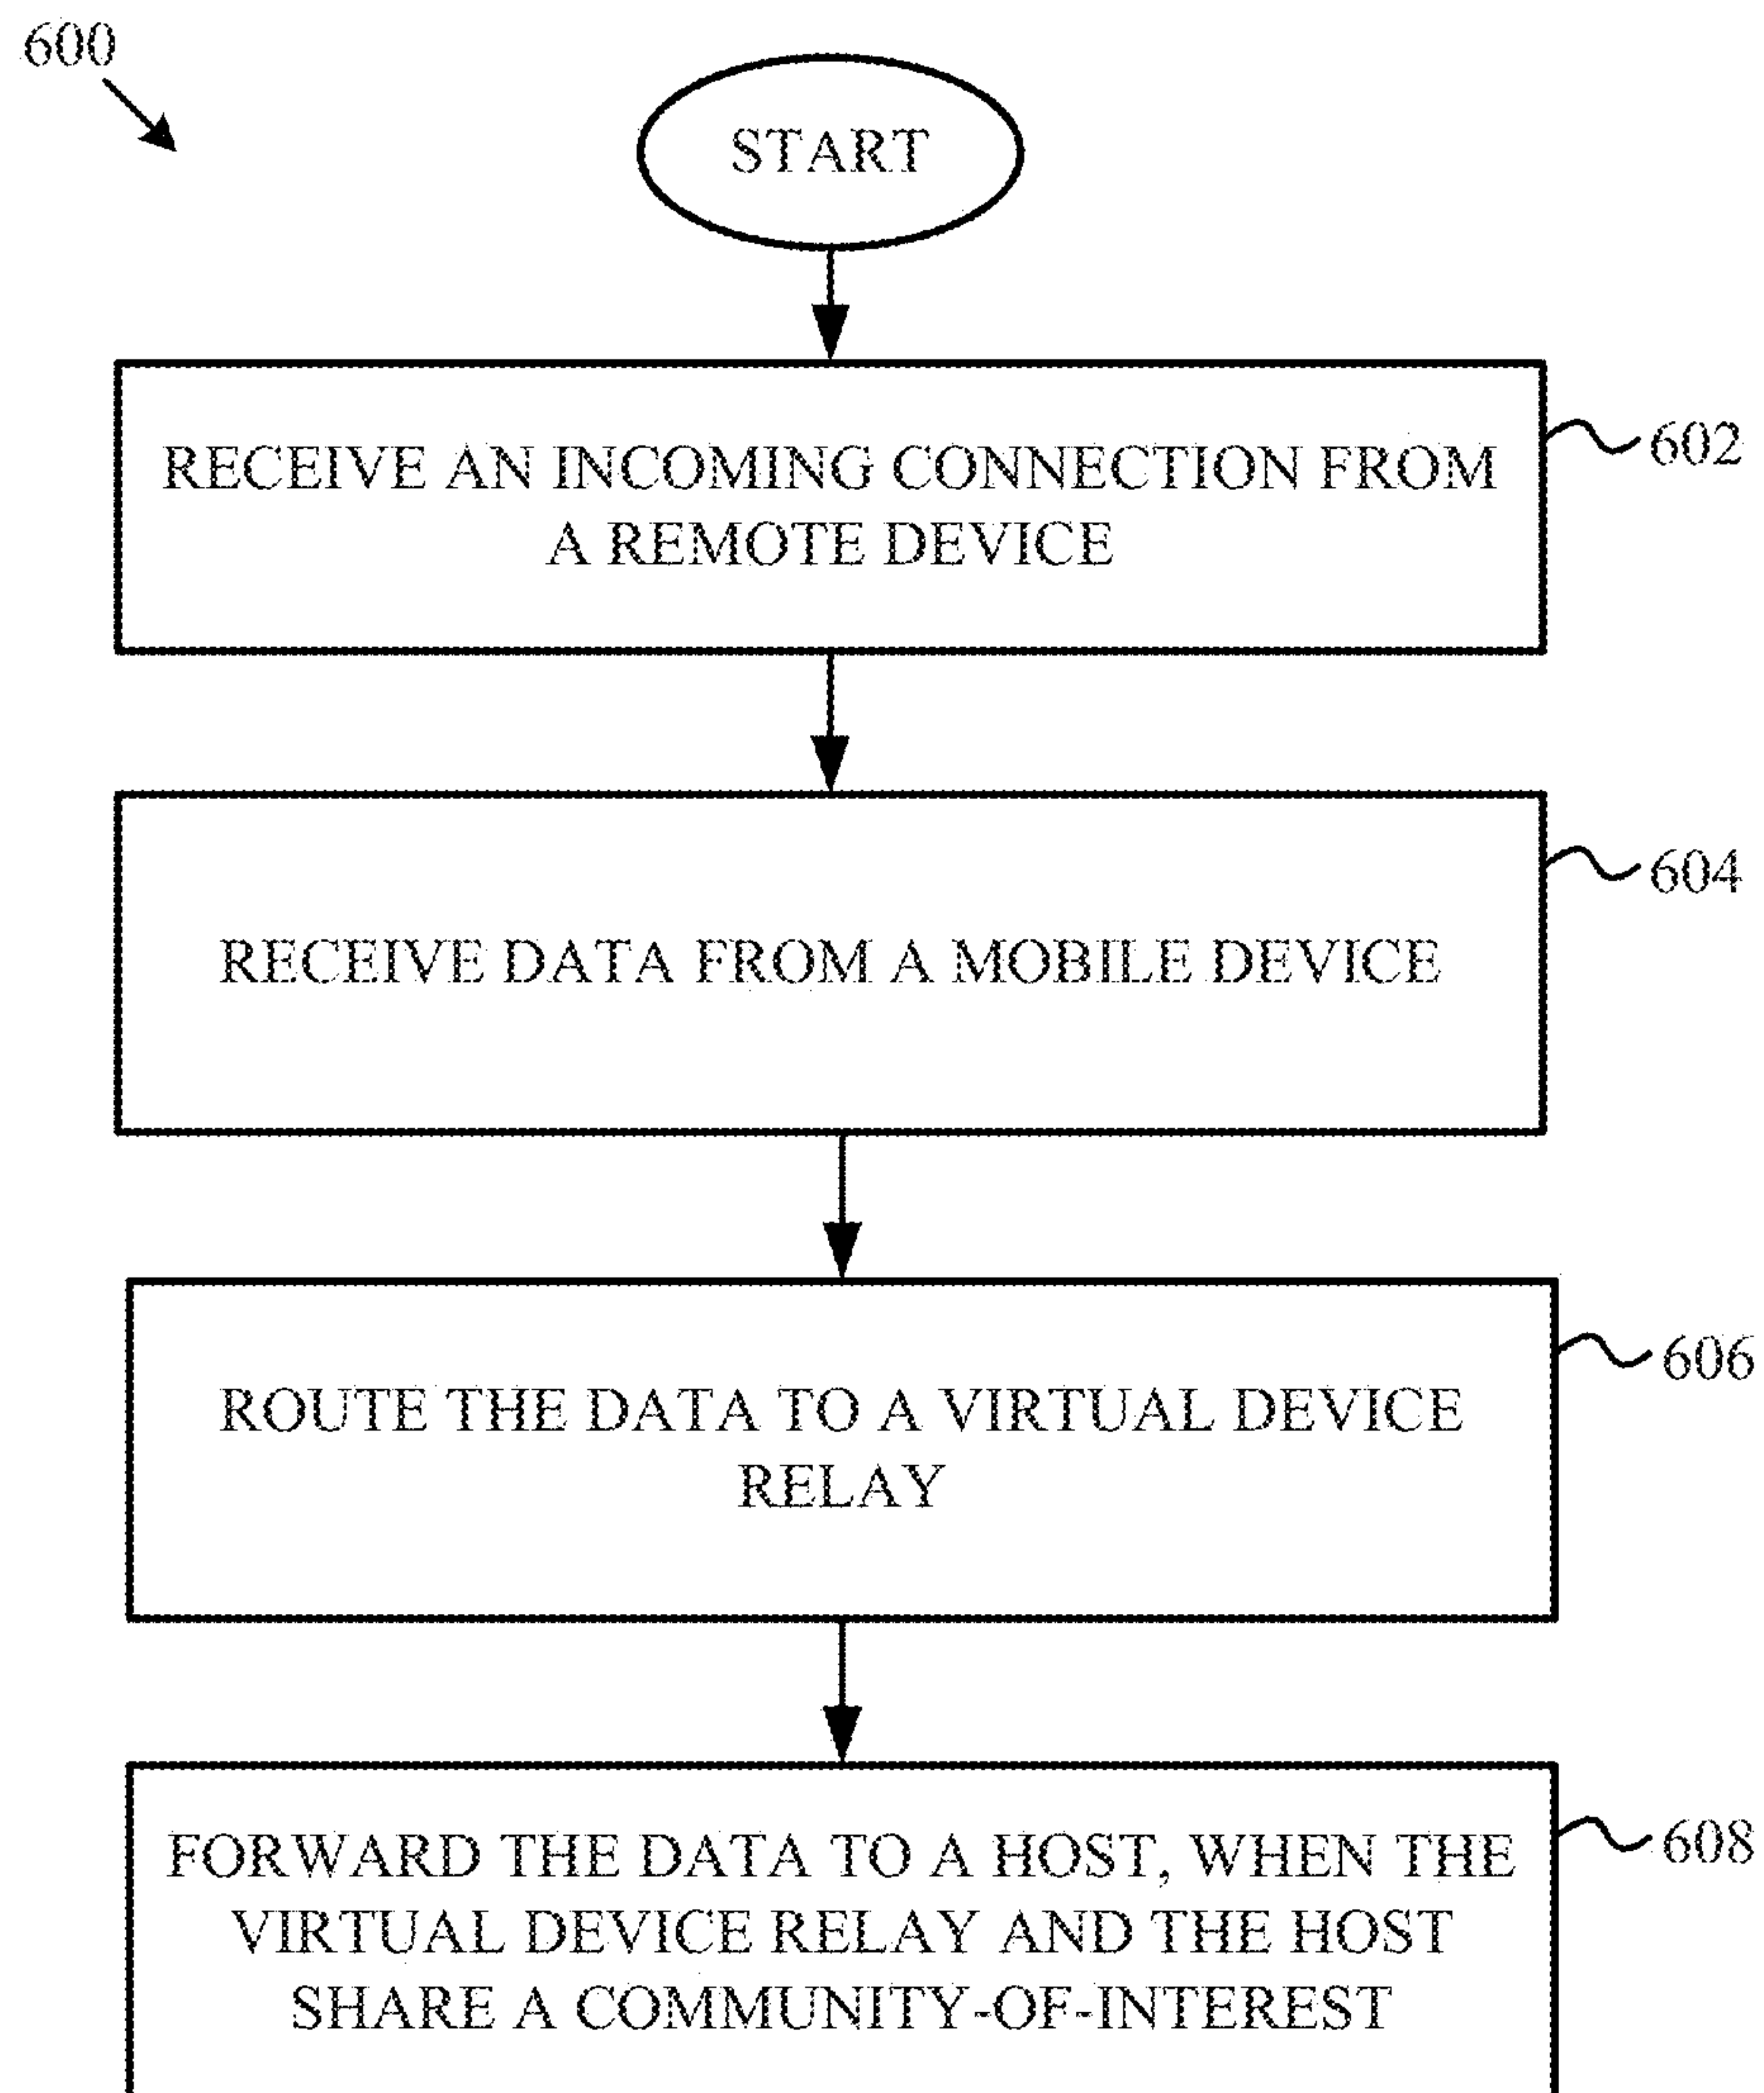 600
START
RECEIVE AN INCOMING CONNECTION FROM
A REMOTE DEVICE
602
RECEIVE DATA FROM A MOBILE DEVICE
604
ROUTE THE DATA TO A VIRTUAL DEVICE
RELAY
606
FORWARD THE DATA TO A HOST, WHEN THE
VIRTUAL DEVICE RELAY AND THE HOST
SHARE A COMMUNITY-OF-INTEREST
608